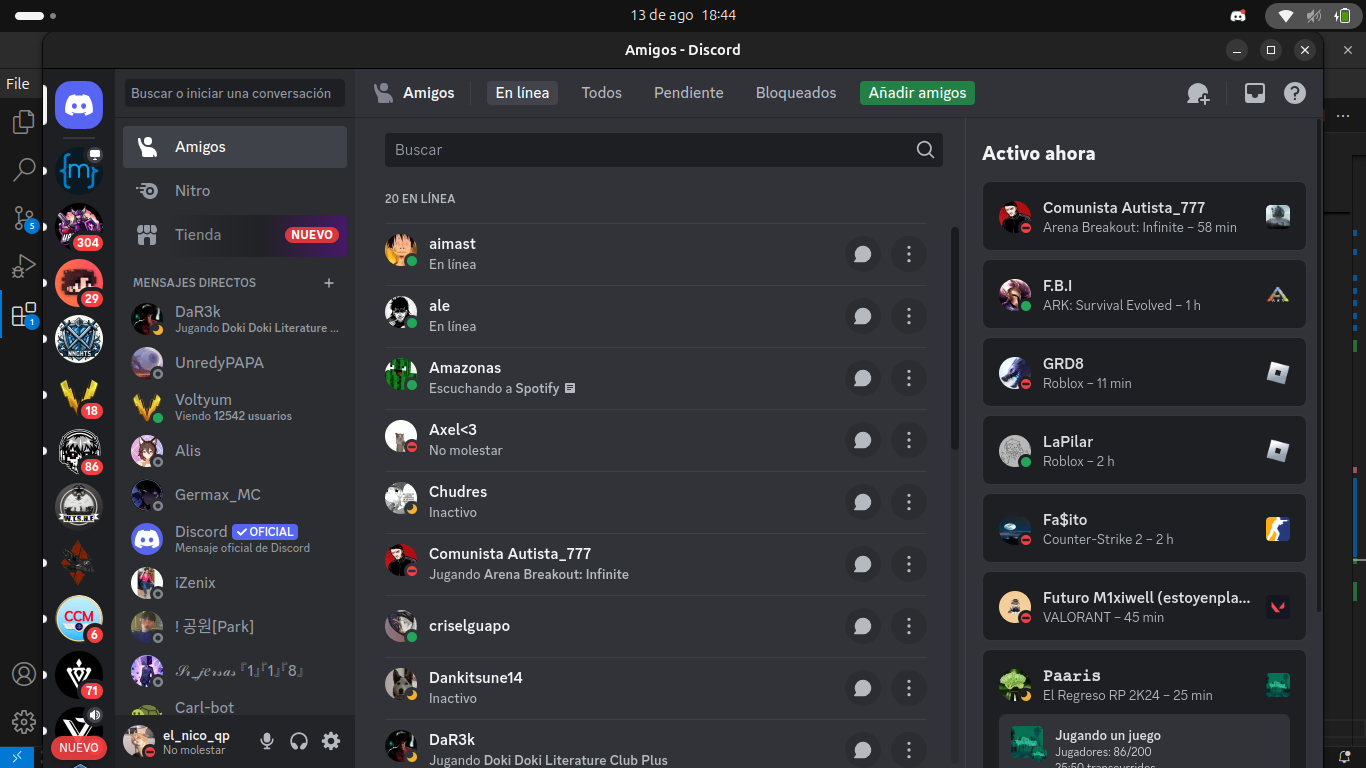 13 de ago 18:44
Amigos - Discord
File
Buscar o iniciar una conversación
Amigos
En línea
Todos
Pendiente
Bloqueados
Añadir amigos
Amigos
Nitro
Tienda
NUEVO
MENSAJES DIRECTOS
DaR3k
Jugando Doki Doki Literature ...
UnredyPAPA
Voltyum
Viendo 12542 usuarios
Alis
Germax_MC
Discord
OFICIAL
Mensaje oficial de Discord
iZenix
! 공원[Park]
𝒮𝓇_𝒿ℯ𝓇𝓈𝒶𝓈『1』『1』『8』
Carl-bot
el_nico_qp
No molestar
{m}
304
29
NNGHTS
18
86
CCM
6
71
NUEVO
5
1
Buscar
20 EN LÍNEA
aimast
En línea
ale
En línea
Amazonas
Escuchando a Spotify
Axel<3
No molestar
Chudres
Inactivo
Comunista Autista_777
Jugando Arena Breakout: Infinite
criselguapo
Dankitsune14
Inactivo
DaR3k
Jugando Doki Doki Literature Club Plus
Activo ahora
Comunista Autista_777
Arena Breakout: Infinite – 58 min
F.B.I
ARK: Survival Evolved – 1 h
GRD8
Roblox – 11 min
LaPilar
Roblox – 2 h
Fa$ito
Counter-Strike 2 – 2 h
Futuro M1xiwell (estoyenpla...
VALORANT – 45 min
𝙿𝚊𝚊𝚛𝚒𝚜
El Regreso RP 2K24 – 25 min
Jugando un juego
Jugadores: 86/200
25:50 transcurridos